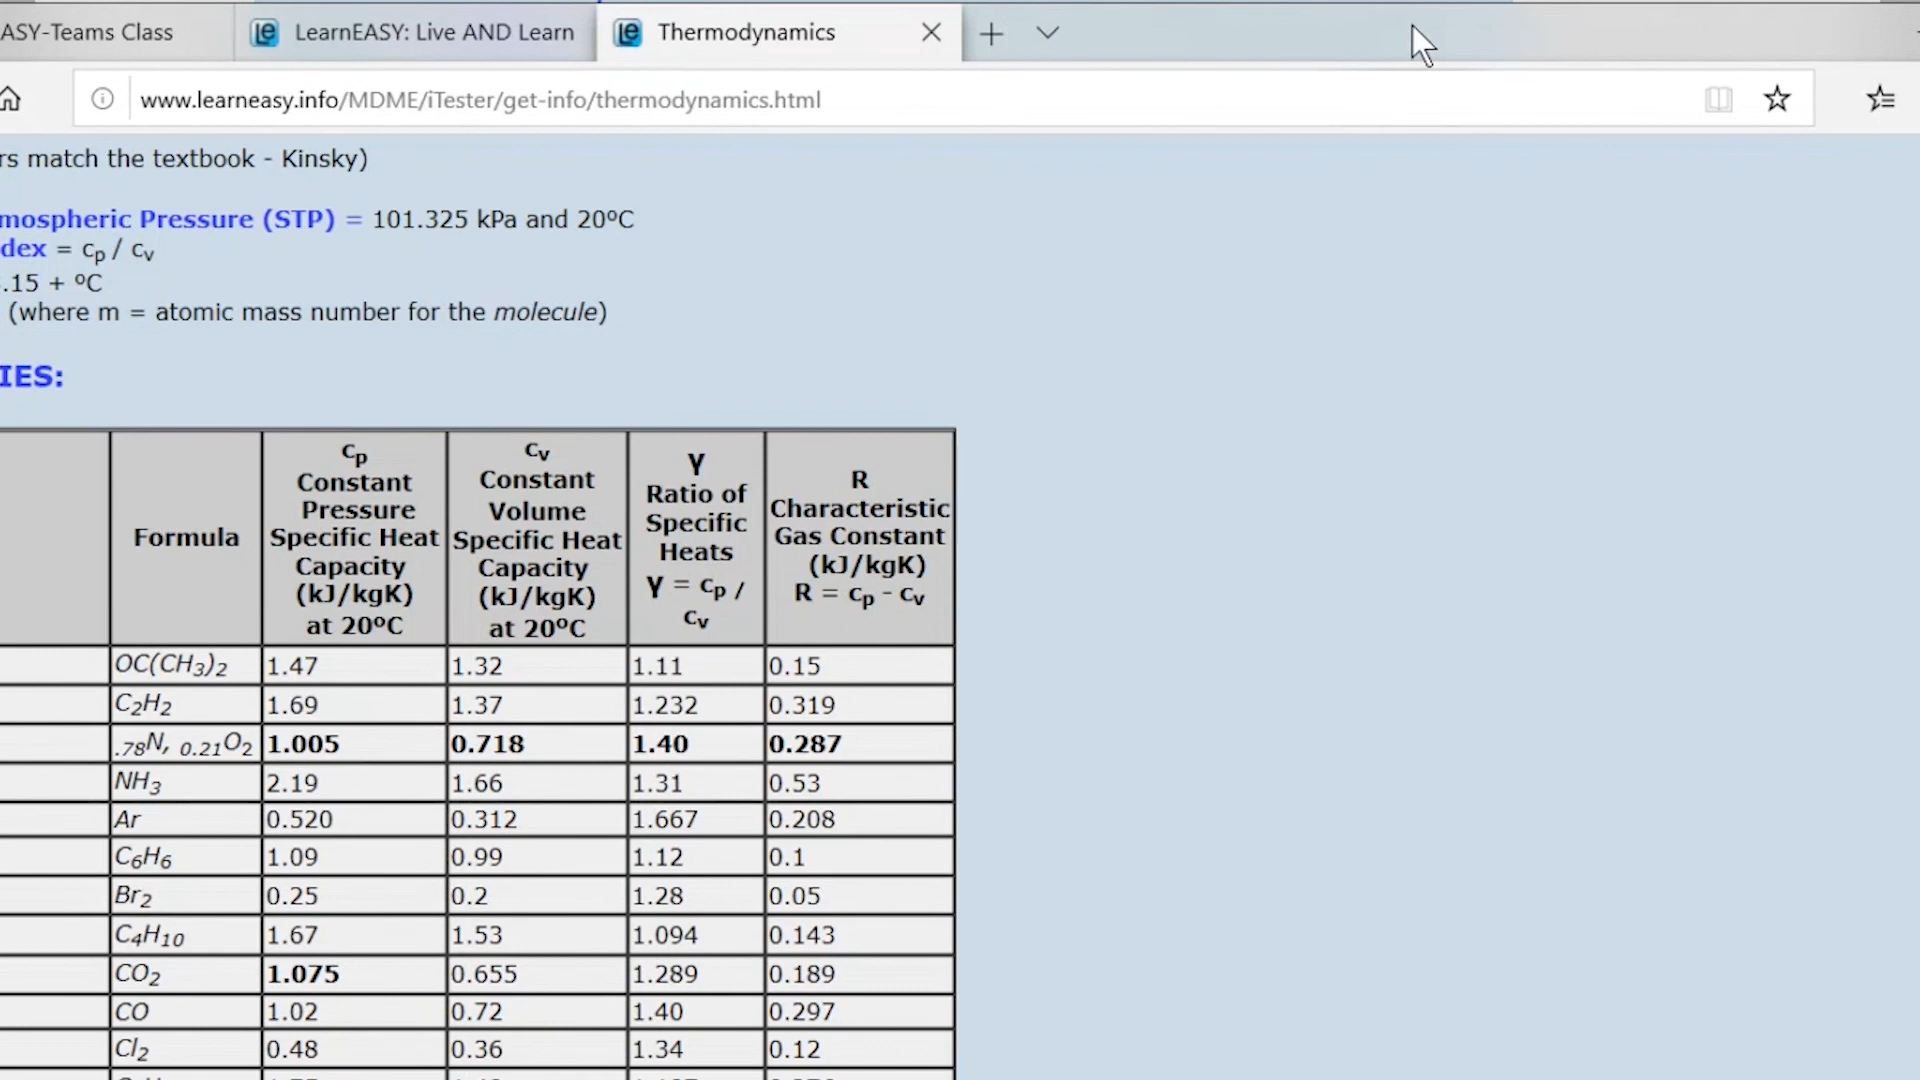 ASY-Teams Class
LearnEASY: Live AND Learn
Thermodynamics
www.learneasy.info/MDME/iTester/get-info/thermodynamics.html
rs match the textbook - Kinsky)
mospheric Pressure (STP) = 101.325 kPa and 20ºC
dex = cp / cv
.15 + ºC
(where m = atomic mass number for the molecule)
IES:
Formula
cp
Constant
Pressure
Specific Heat
Capacity
(kJ/kgK)
at 20ºC
cv
Constant
Volume
Specific Heat
Capacity
(kJ/kgK)
at 20ºC
γ
Ratio of
Specific
Heats
γ = cp /
cv
R
Characteristic
Gas Constant
(kJ/kgK)
R = cp - cv
OC(CH3)2 1.47 1.32 1.11 0.15
C2H2 1.69 1.37 1.232 0.319
.78N, 0.21O2 1.005 0.718 1.40 0.287
NH3 2.19 1.66 1.31 0.53
Ar 0.520 0.312 1.667 0.208
C6H6 1.09 0.99 1.12 0.1
Br2 0.25 0.2 1.28 0.05
C4H10 1.67 1.53 1.094 0.143
CO2 1.075 0.655 1.289 0.189
CO 1.02 0.72 1.40 0.297
Cl2 0.48 0.36 1.34 0.12